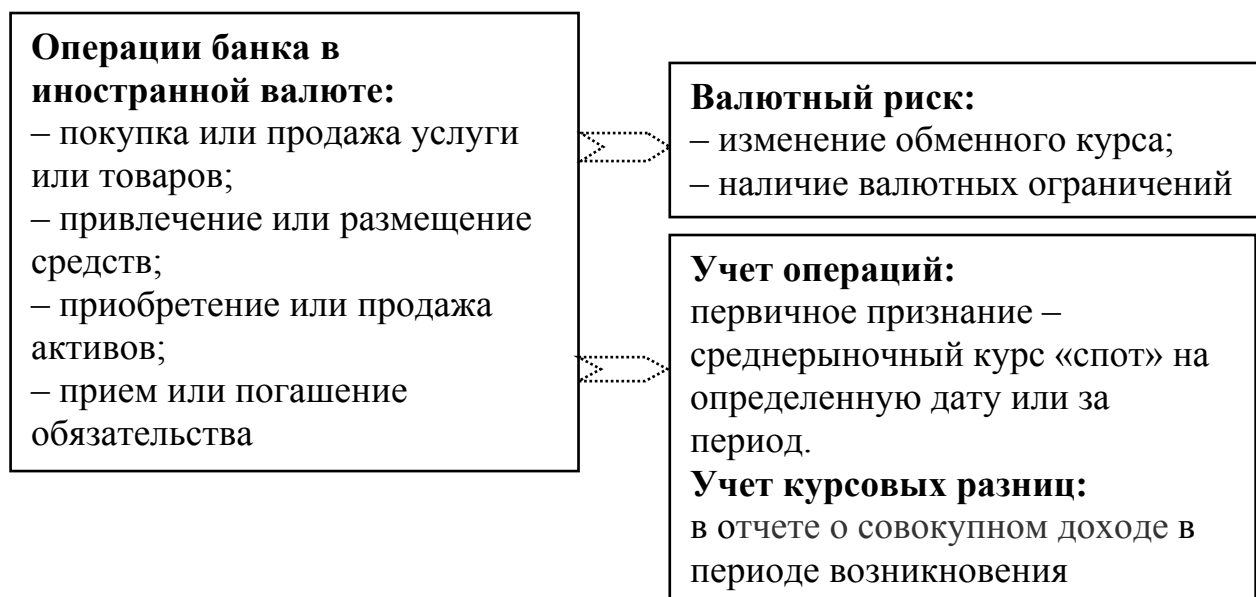 Операции банка в
иностранной валюте:
– покупка или продажа услуги
или товаров;
– привлечение или размещение
средств;
– приобретение или продажа
активов;
– прием или погашение
обязательства
Валютный риск:
– изменение обменного курса;
– наличие валютных ограничений
Учет операций:
первичное признание –
среднерыночный курс «спот» на
определенную дату или за
период.
Учет курсовых разниц:
в отчете о совокупном доходе в
периоде возникновения